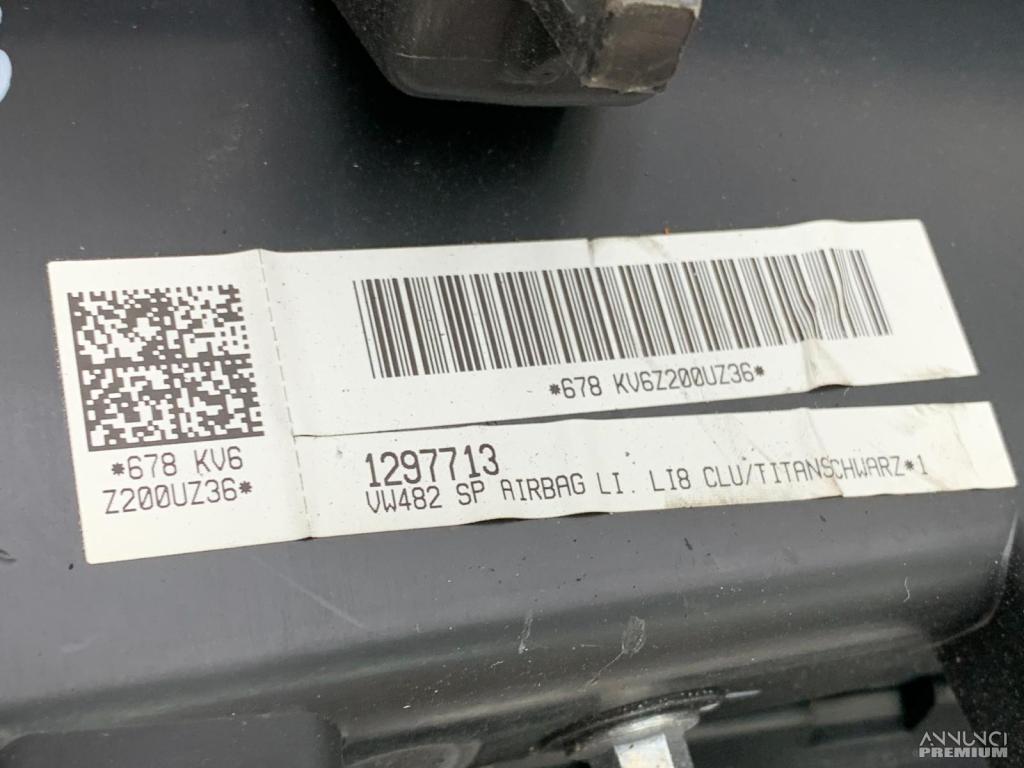 *678 KV6Z200UZ36*
*678 KV6
Z200UZ36*
1297713
VW482 SP AIRBAG LI. LI8 CLU/TITANSCHWARZ*1
ANNUNCI
PREMIUM